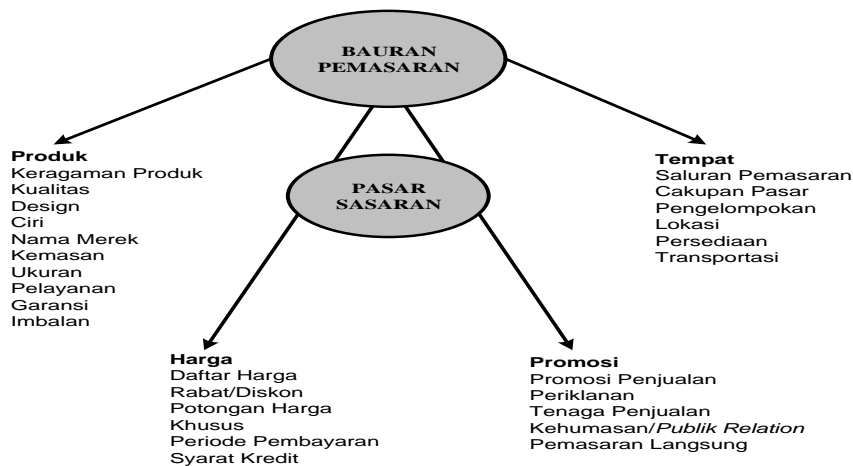 BAURAN
PEMASARAN
PASAR
SASARAN
Produk
Keragaman Produk
Kualitas
Design
Ciri
Nama Merek
Kemasan
Ukuran
Pelayanan
Garansi
Imbalan
Tempat
Saluran Pemasaran
Cakupan Pasar
Pengelompokan
Lokasi
Persediaan
Transportasi
Harga
Daftar Harga
Rabat/Diskon
Potongan Harga
Khusus
Periode Pembayaran
Syarat Kredit
Promosi
Promosi Penjualan
Periklanan
Tenaga Penjualan
Kehumasan/Publik Relation
Pemasaran Langsung